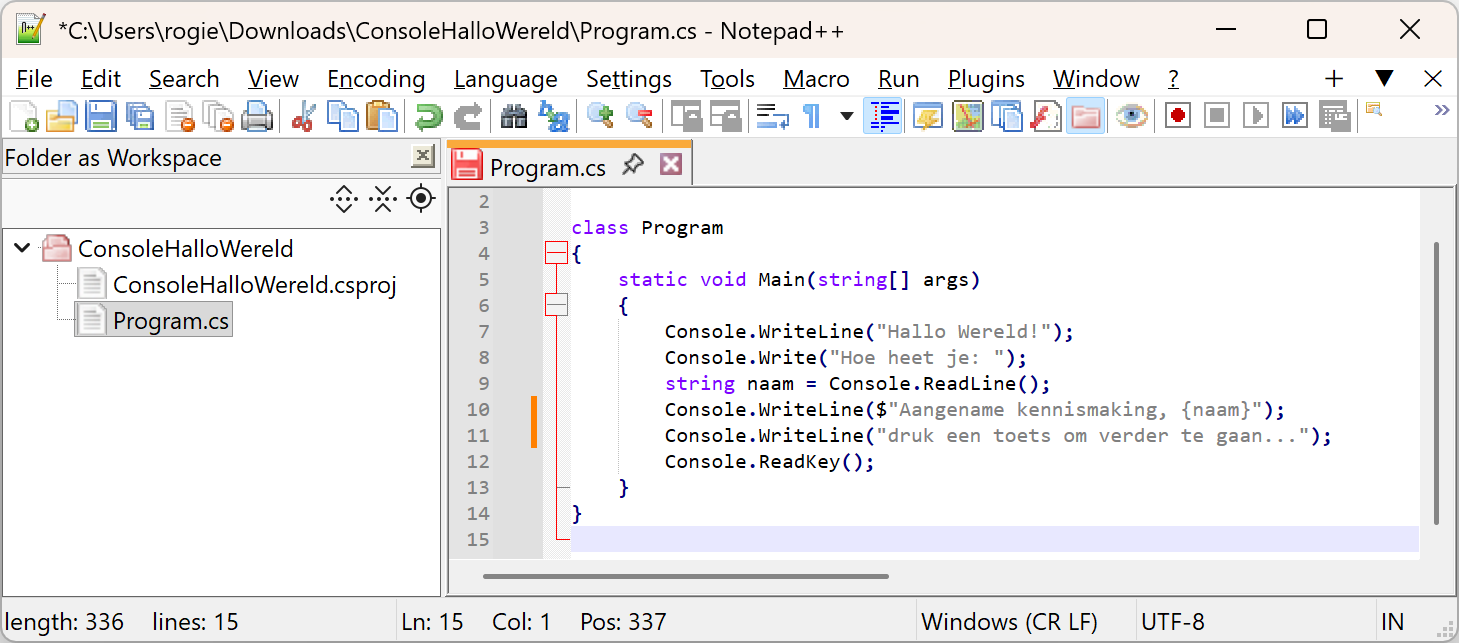 *C:\Users\rogie\Downloads\ConsoleHalloWereld\Program.cs - Notepad++
File Edit Search View Encoding Language Settings Tools Macro Run Plugins Window ?
Folder as Workspace
ConsoleHalloWereld
ConsoleHalloWereld.csproj
Program.cs
Program.cs
2
3 class Program
4 {
5     static void Main(string[] args)
6     {
7         Console.WriteLine("Hallo Wereld!");
8         Console.Write("Hoe heet je: ");
9         string naam = Console.ReadLine();
10         Console.WriteLine($"Aangename kennismaking, {naam}");
11         Console.WriteLine("druk een toets om verder te gaan...");
12         Console.ReadKey();
13     }
14 }
15
length: 336 lines: 15 Ln: 15 Col: 1 Pos: 337 Windows (CR LF) UTF-8 IN